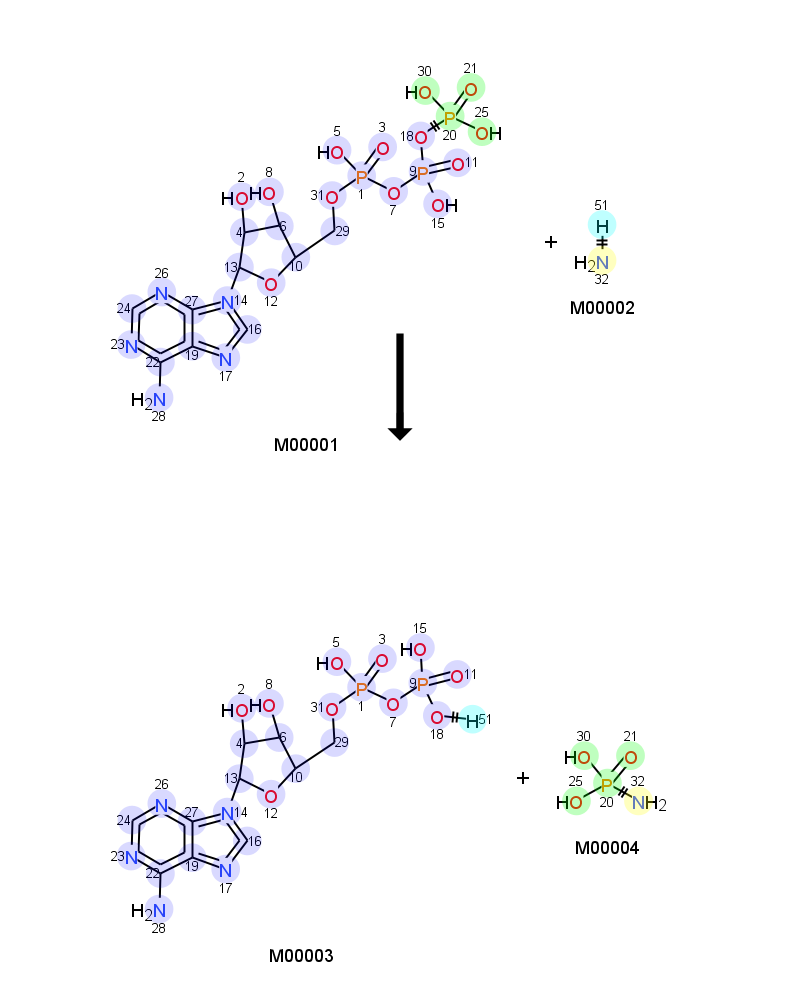 30 21
HO O
25
18 O P OH
20
5 3
HO O 9 P O 11
2 8 31 O P O OH
HO HO 1 7 15
4 6 29
13 10
O
12
26
N 27 N 14
24
23 N 19 16
22 N
17
H2N
28
51
H
+
H2N
32
M00002
M00001
15
HO
5 3
HO O 9 P O 11
2 8 31 O P O O H 51
HO HO 1 7 18
4 6 29
13 10
O
12
26
N 27 N 14
24
23 N 19 16
22 N
17
H2N
28
+
30 21
HO O
25 32
HO P NH2
20
M00004
M00003